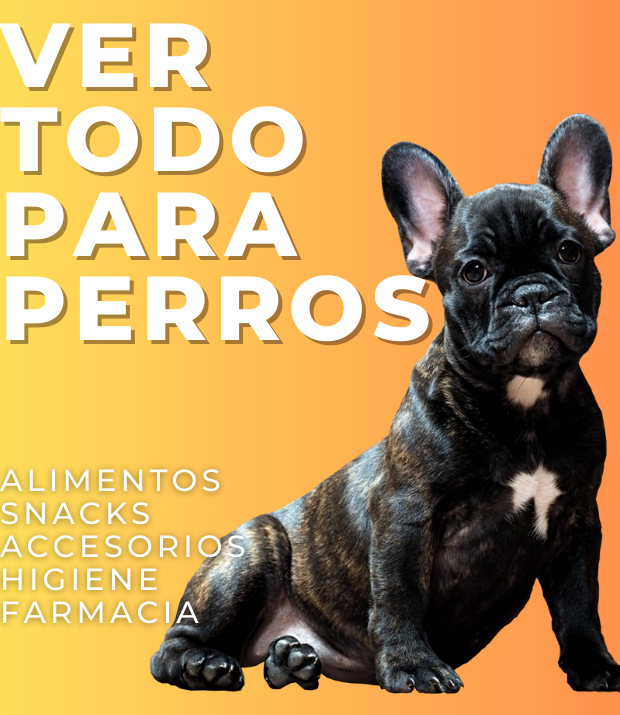 VER
TODO
PARA
PERROS
ALIMENTOS
SNACKS
ACCESORIOS
HIGIENE
FARMACIA